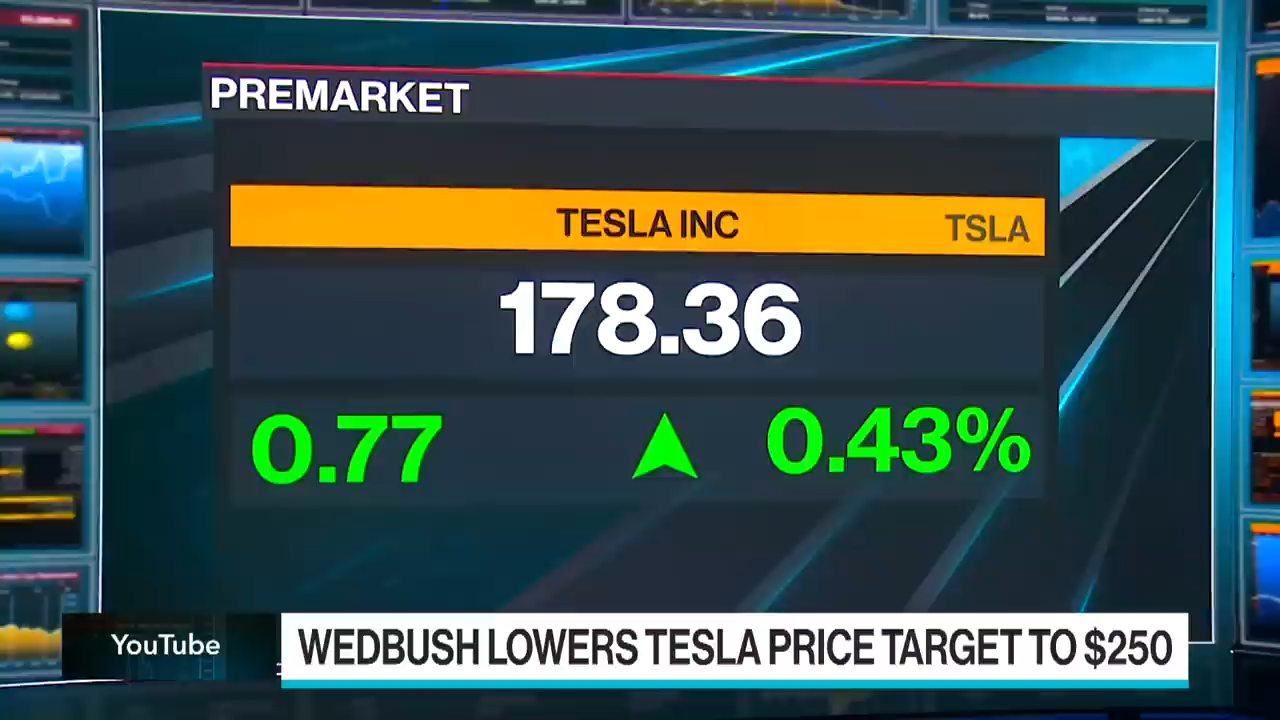 PREMARKET
TESLA INC TSLA
178.36
0.77 ▲ 0.43%
YouTube
WEDBUSH LOWERS TESLA PRICE TARGET TO $250